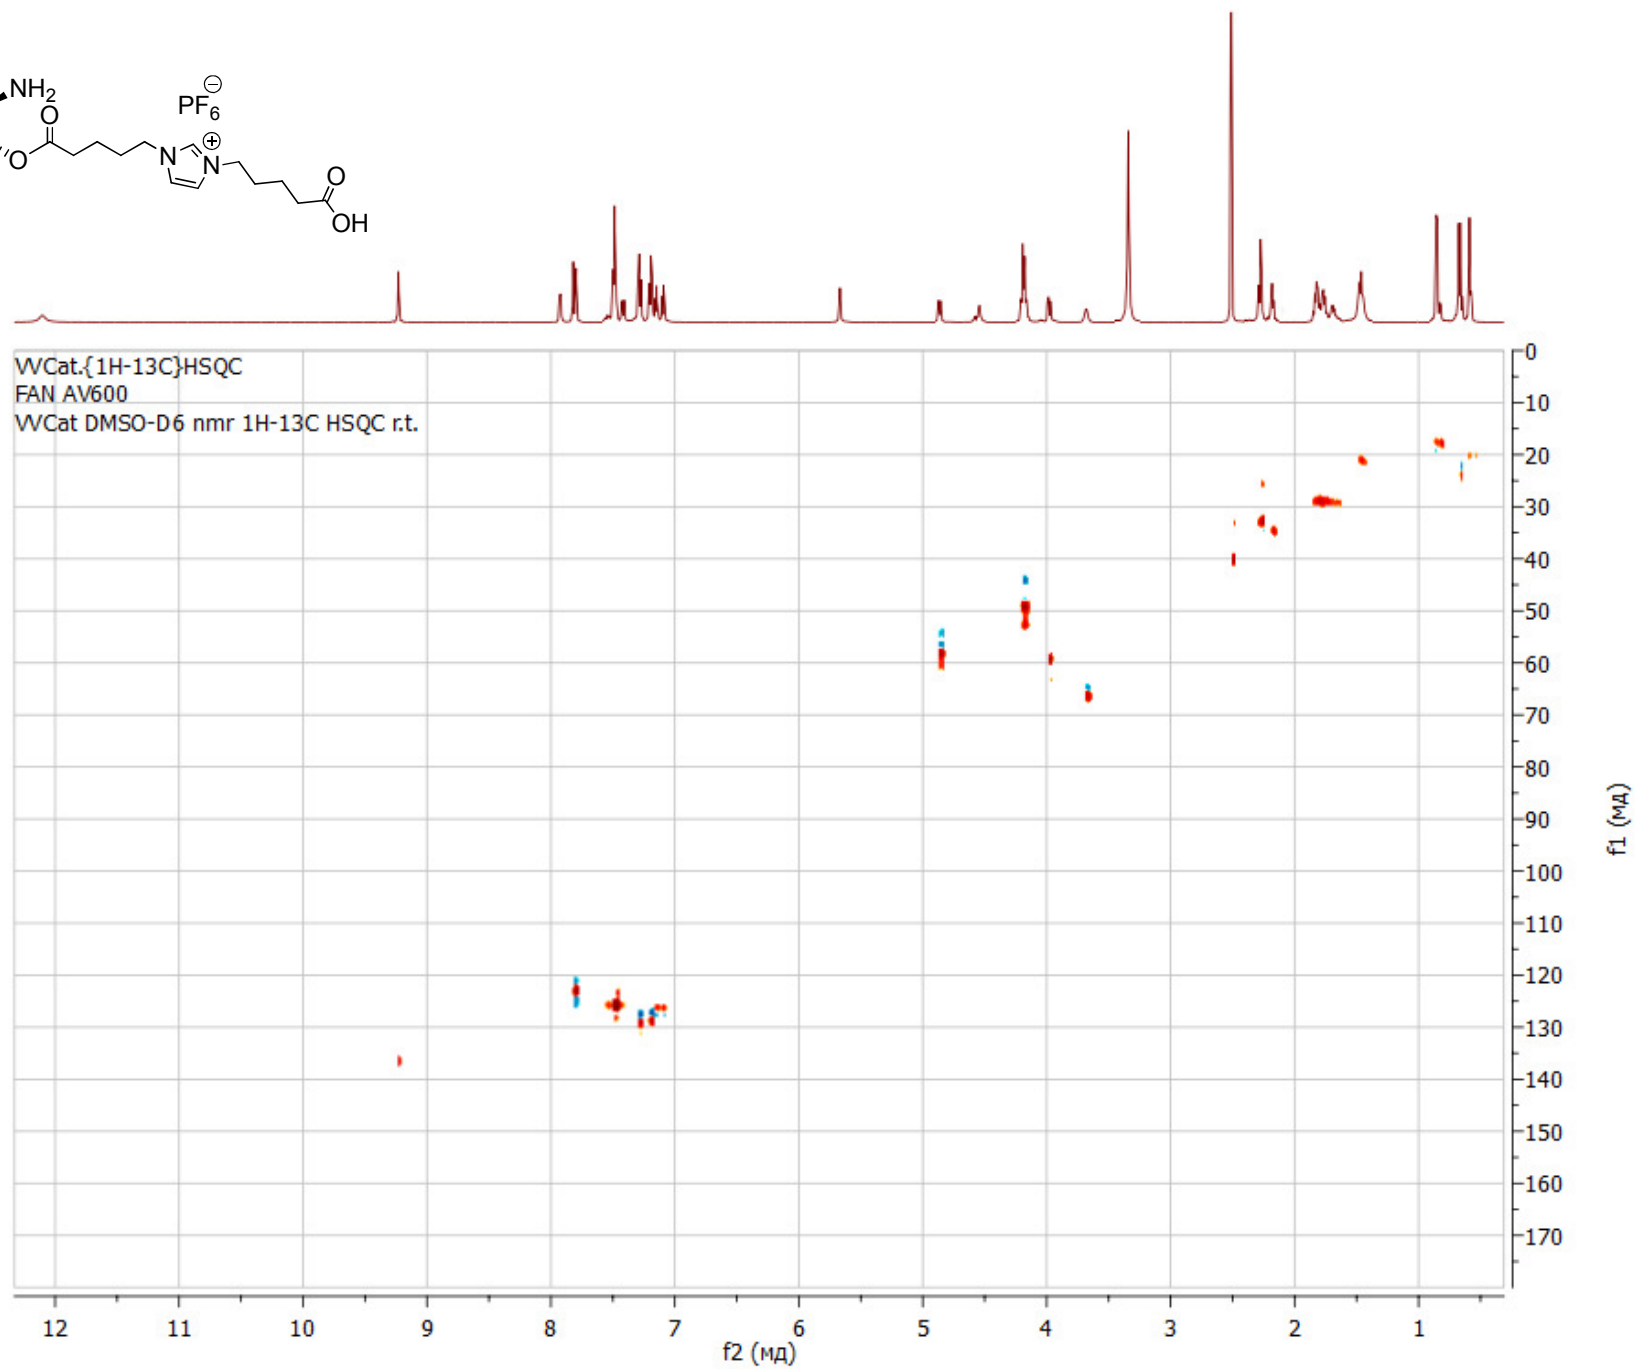 NH2
O
O
N
N
⊕
PF6
⊖
O
OH
VVCat.{1H-13C}HSQC
FAN AV600
VVCat DMSO-D6 nmr 1H-13C HSQC r.t.
0
10
20
30
40
50
60
70
80
90
100
110
120
130
140
150
160
170
f1 (мд)
12 11 10 9 8 7 6 5 4 3 2 1
f2 (мд)